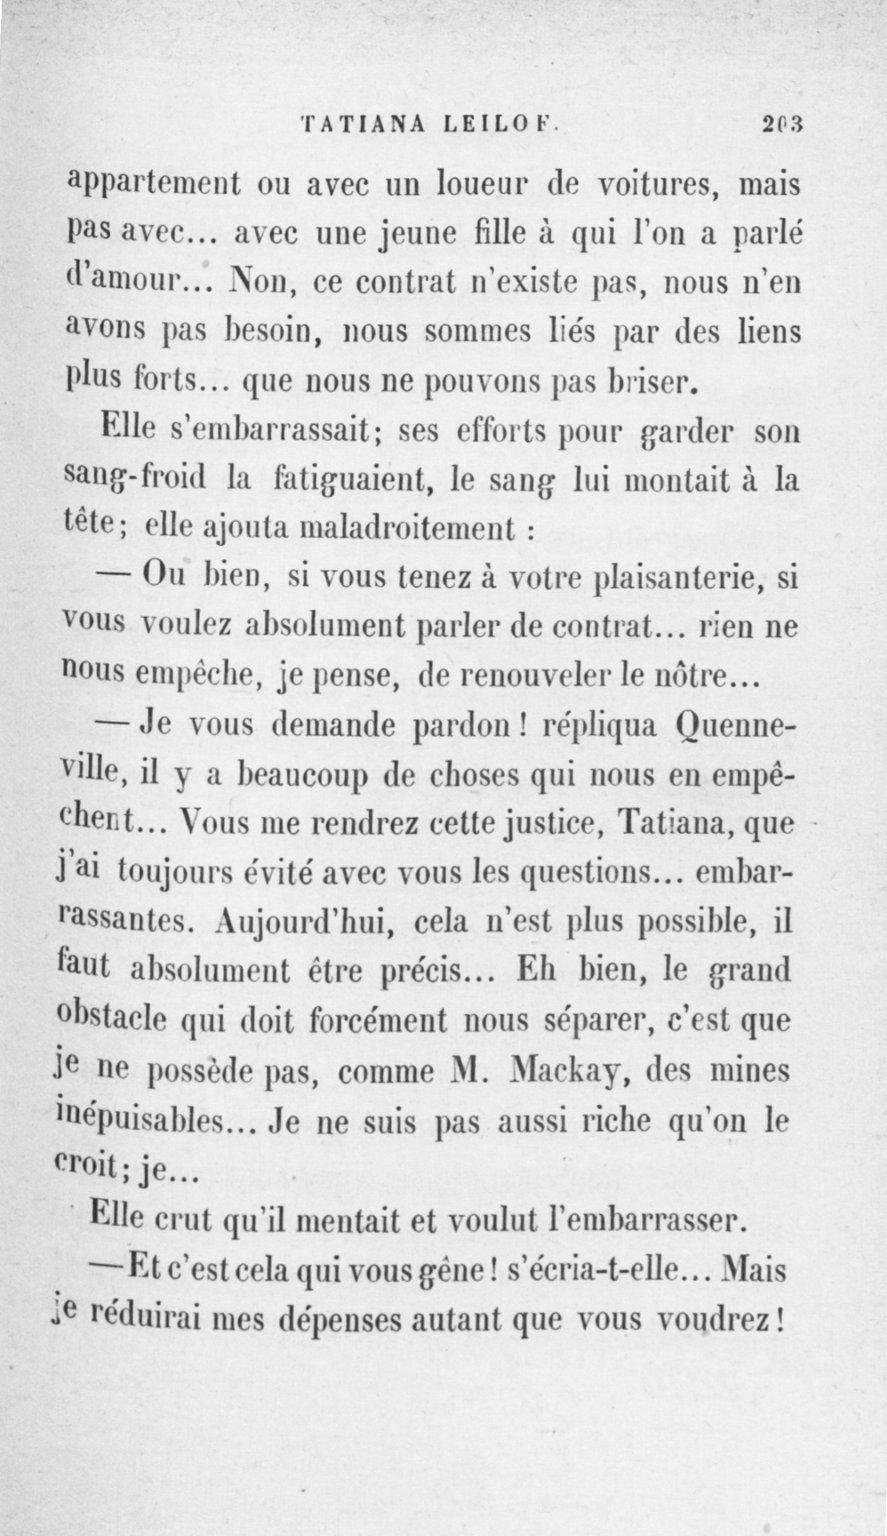 TATIANA LEILOF. 203
appartement ou avec un loueur de voitures, mais
pas avec... avec une jeune fille à qui l'on a parlé
d'amour... Non, ce contrat n'existe pas, nous n'en
avons pas besoin, nous sommes liés par des liens
plus forts... que nous ne pouvons pas briser.
Elle s'embarrassait; ses efforts pour garder son
sang-froid la fatiguaient, le sang lui montait à la
tête; elle ajouta maladroitement :
— Ou bien, si vous tenez à votre plaisanterie, si
vous voulez absolument parler de contrat... rien ne
nous empêche, je pense, de renouveler le nôtre...
— Je vous demande pardon ! répliqua Quenne-
ville, il y a beaucoup de choses qui nous en empê-
chent... Vous me rendrez cette justice, Tatiana, que
j'ai toujours évité avec vous les questions... embar-
rassantes. Aujourd'hui, cela n'est plus possible, il
faut absolument être précis... Eh bien, le grand
obstacle qui doit forcément nous séparer, c'est que
je ne possède pas, comme M. Mackay, des mines
inépuisables... Je ne suis pas aussi riche qu'on le
croit; je...
Elle crut qu'il mentait et voulut l'embarrasser.
— Et c'est cela qui vous gêne ! s'écria-t-elle... Mais
je réduirai mes dépenses autant que vous voudrez !